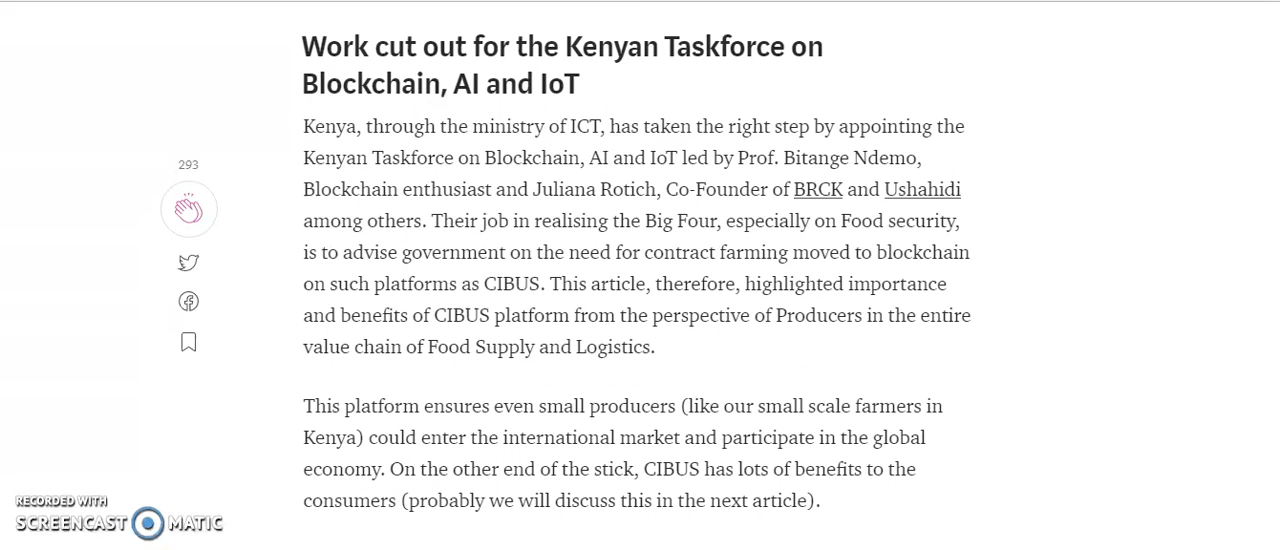 Work cut out for the Kenyan Taskforce on
Blockchain, AI and IoT
Kenya, through the ministry of ICT, has taken the right step by appointing the
Kenyan Taskforce on Blockchain, AI and IoT led by Prof. Bitange Ndemo,
Blockchain enthusiast and Juliana Rotich, Co-Founder of BRCK and Ushahidi
among others. Their job in realising the Big Four, especially on Food security,
is to advise government on the need for contract farming moved to blockchain
on such platforms as CIBUS. This article, therefore, highlighted importance
and benefits of CIBUS platform from the perspective of Producers in the entire
value chain of Food Supply and Logistics.
This platform ensures even small producers (like our small scale farmers in
Kenya) could enter the international market and participate in the global
economy. On the other end of the stick, CIBUS has lots of benefits to the
consumers (probably we will discuss this in the next article).
293
RECORDED WITH
SCREENCAST MATIC